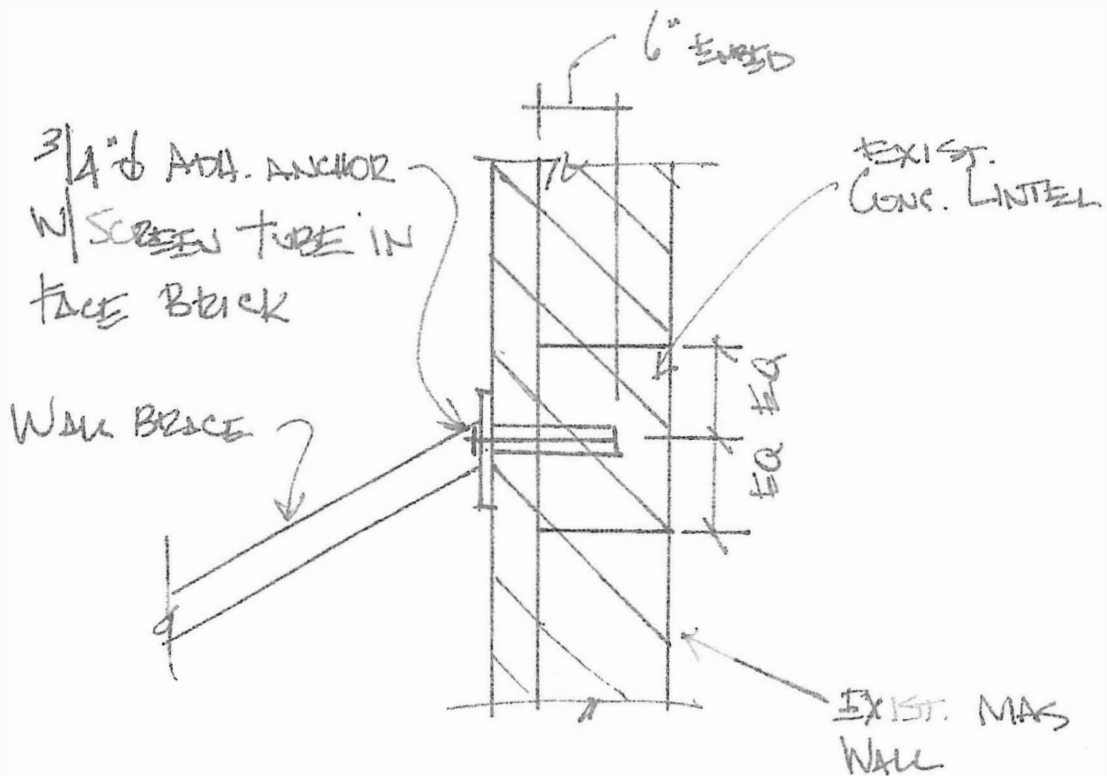 6" EMBED
3/4"ϕ ADH. ANCHOR
W/ SCREEN TUBE IN
FACE BRICK
EXIST.
CONC. LINTEL
WALL BRACE
EQ
EQ
EXIST. MAS
WALL